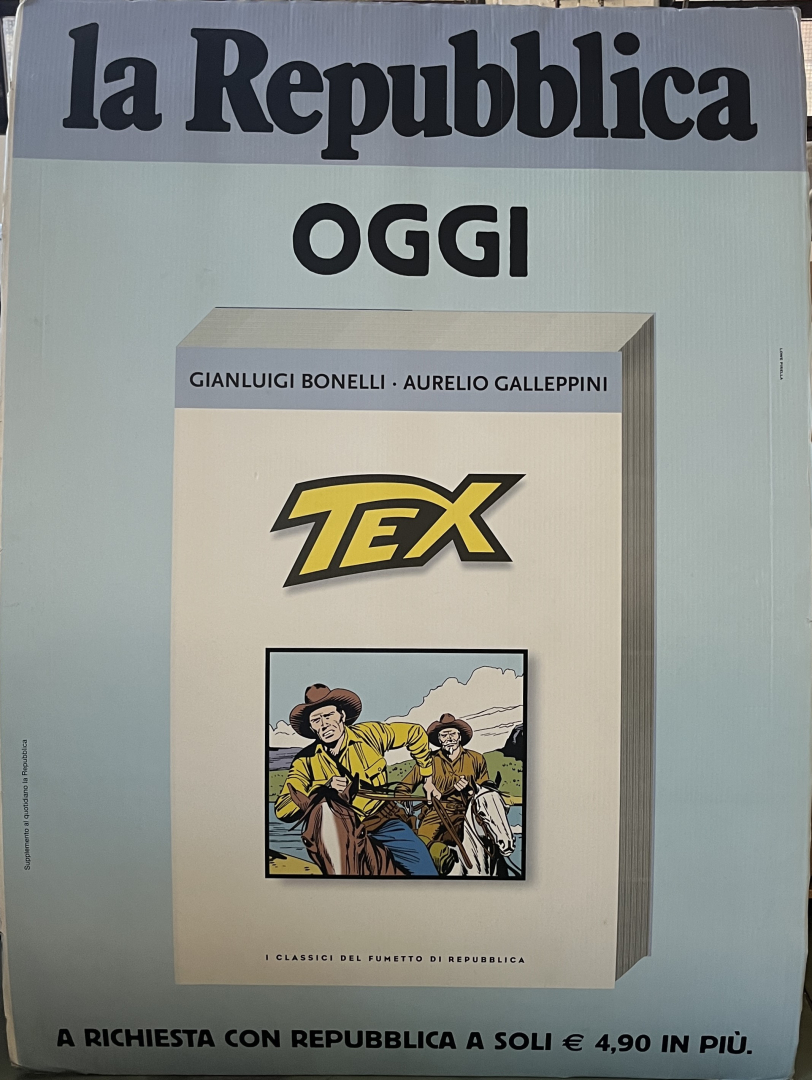 la Repubblica
OGGI
GIANLUIGI BONELLI · AURELIO GALLEPPINI
TEX
I CLASSICI DEL FUMETTO DI REPUBBLICA
A RICHIESTA CON REPUBBLICA A SOLI € 4,90 IN PIÙ.
Supplemento al quotidiano la Repubblica